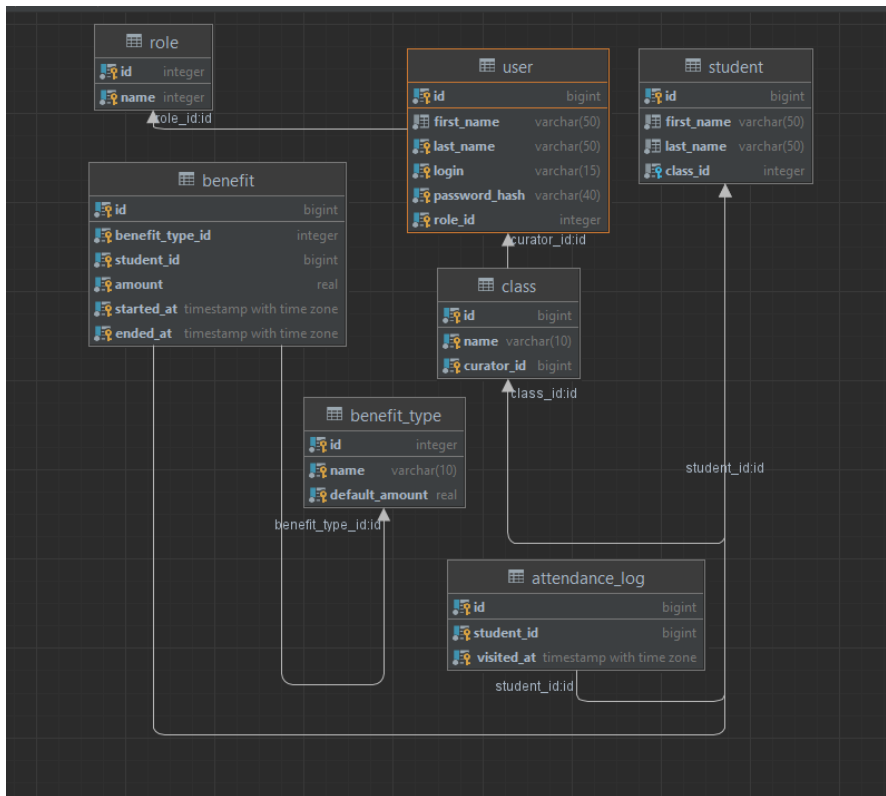 role
id integer
name integer
role_id:id
user
id bigint
first_name varchar(50)
last_name varchar(50)
login varchar(15)
password_hash varchar(40)
role_id integer
student
id bigint
first_name varchar(50)
last_name varchar(50)
class_id integer
benefit
id bigint
benefit_type_id integer
student_id bigint
amount real
started_at timestamp with time zone
ended_at timestamp with time zone
curator_id:id
class
id bigint
name varchar(10)
curator_id bigint
class_id:id
benefit_type
id integer
name varchar(10)
default_amount real
student_id:id
benefit_type_id:id
attendance_log
id bigint
student_id bigint
visited_at timestamp with time zone
student_id:id